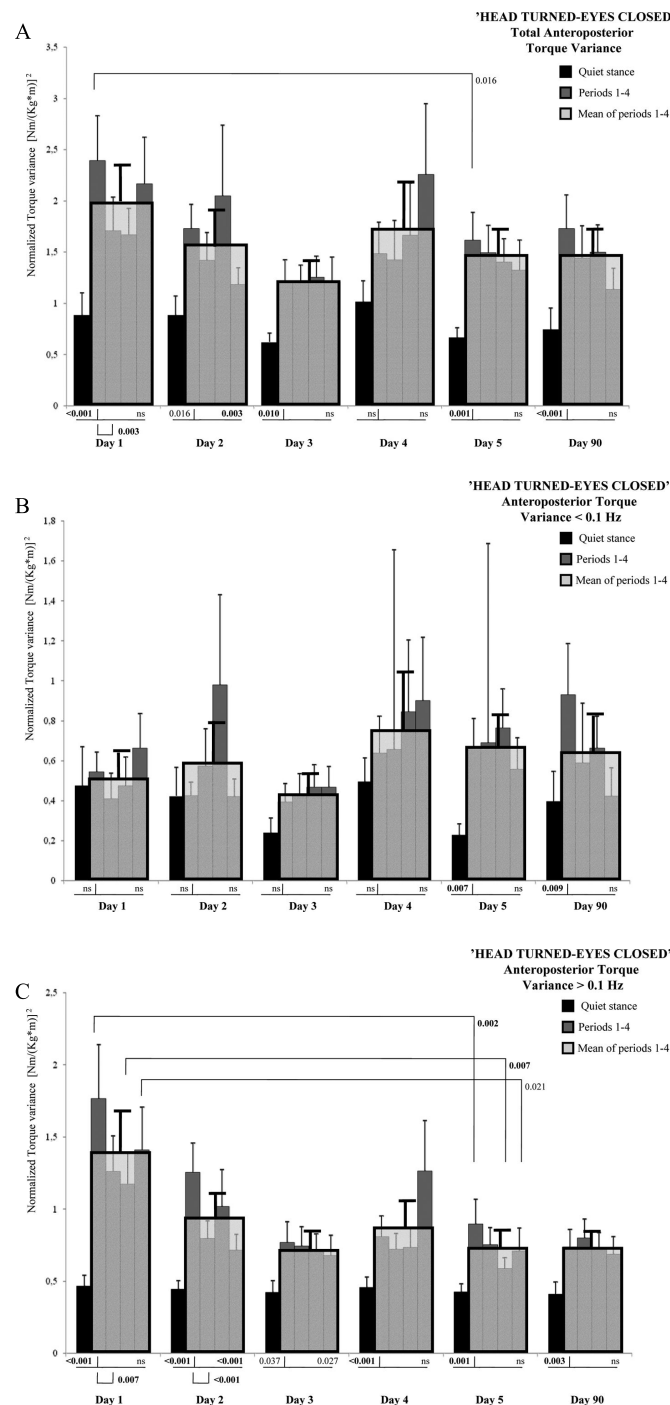 A
'HEAD TURNED-EYES CLOSED
Total Anteroposterior
Torque Variance
Quiet stance
Periods 1-4
Mean of periods 1-4
Normalized Torque variance [Nm/(Kg*m)]²
3,5
3
2,5
2
1,5
1
0,5
0
0.016
<0.001 ns 0.016 0.003 0.010 ns ns ns 0.001 ns <0.001 ns
0.003
Day 1 Day 2 Day 3 Day 4 Day 5 Day 90
B
'HEAD TURNED-EYES CLOSED'
Anteroposterior Torque
Variance < 0.1 Hz
Quiet stance
Periods 1-4
Mean of periods 1-4
Normalized Torque variance [Nm/(Kg*m)]²
1.8
1,6
1,4
1.2
1
0.8
0.6
0.4
0,2
0
ns ns ns ns ns ns ns ns 0.007 ns 0.009 ns
Day 1 Day 2 Day 3 Day 4 Day 5 Day 90
C
'HEAD TURNED-EYES CLOSED'
Anteroposterior Torque
Variance > 0.1 Hz
Quiet stance
Periods 1-4
Mean of periods 1-4
Normalized Torque variance [Nm/(Kg*m)]²
2,5
2
1,5
1
0,5
0
0.002
0.007
0.021
<0.001 ns <0.001 <0.001 0.037 0.027 <0.001 ns 0.001 ns 0.003 ns
0.007 <0.001
Day 1 Day 2 Day 3 Day 4 Day 5 Day 90